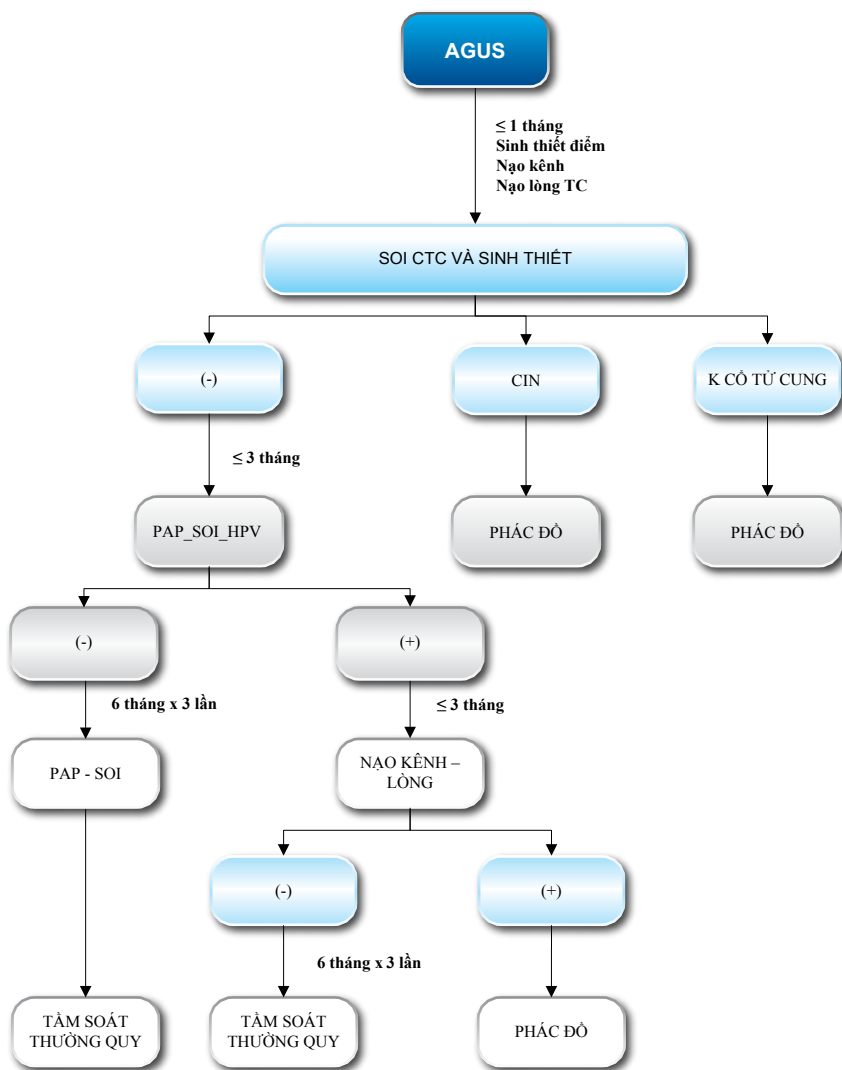 AGUS
≤ 1 tháng
Sinh thiết điểm
Nạo kênh
Nạo lòng TC
SOI CTC VÀ SINH THIẾT
(-)
CIN
K CỔ TỬ CUNG
≤ 3 tháng
PAP_SOI_HPV
PHÁC ĐỒ
PHÁC ĐỒ
(-)
(+)
6 tháng x 3 lần
≤ 3 tháng
PAP - SOI
NẠO KÊNH –
LÒNG
(-)
(+)
6 tháng x 3 lần
TẦM SOÁT
THƯỜNG QUY
TẦM SOÁT
THƯỜNG QUY
PHÁC ĐỒ